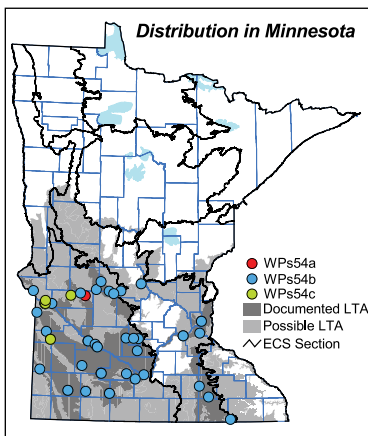 Distribution in Minnesota
WPs54a
WPs54b
WPs54c
Documented LTA
Possible LTA
ECS Section